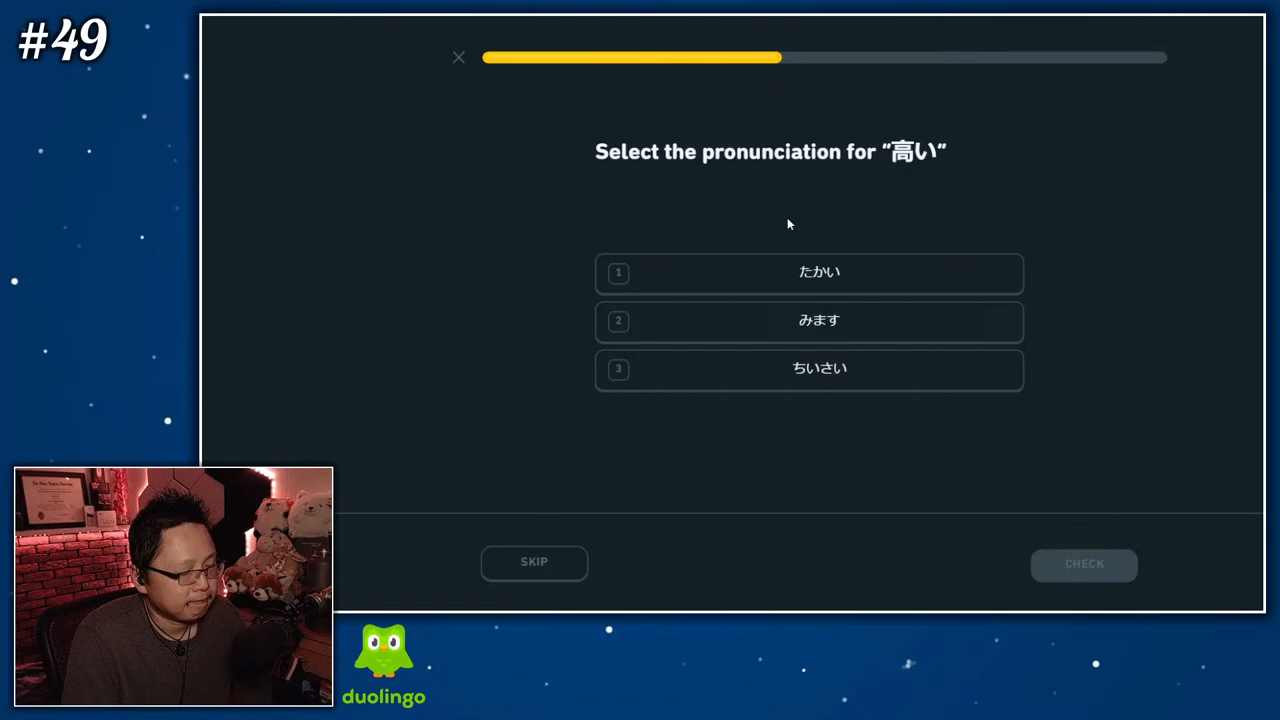 #49
Select the pronunciation for “高い”
1 たかい
2 みます
3 ちいさい
SKIP
CHECK
duolingo